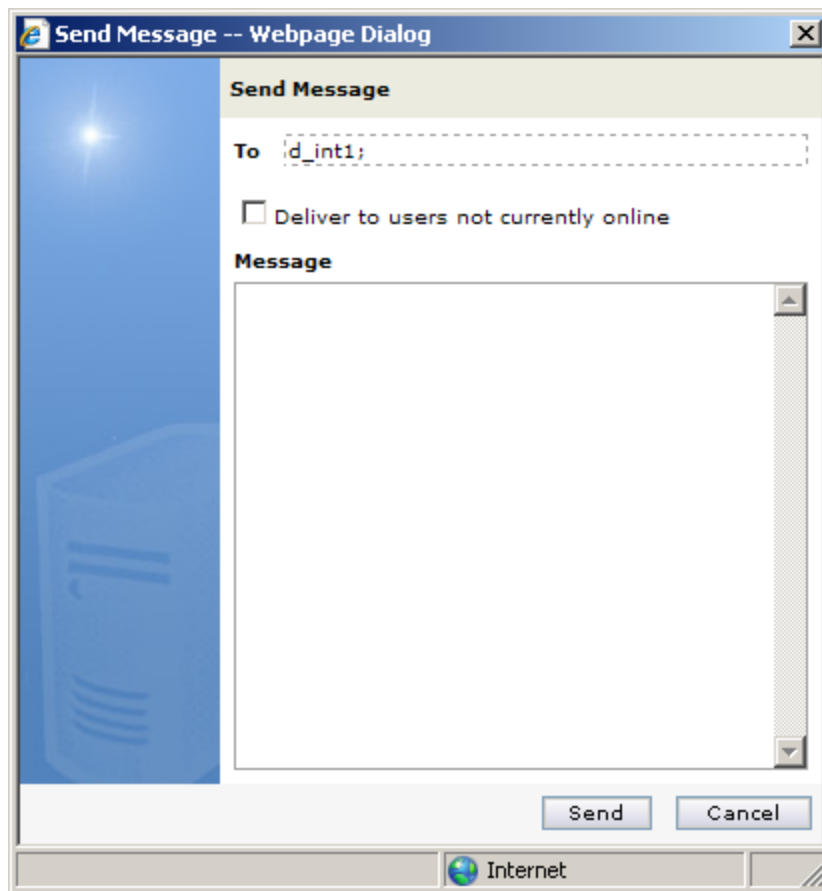 Send Message -- Webpage Dialog
Send Message
To d_int1;
Deliver to users not currently online
Message
Send Cancel
Internet